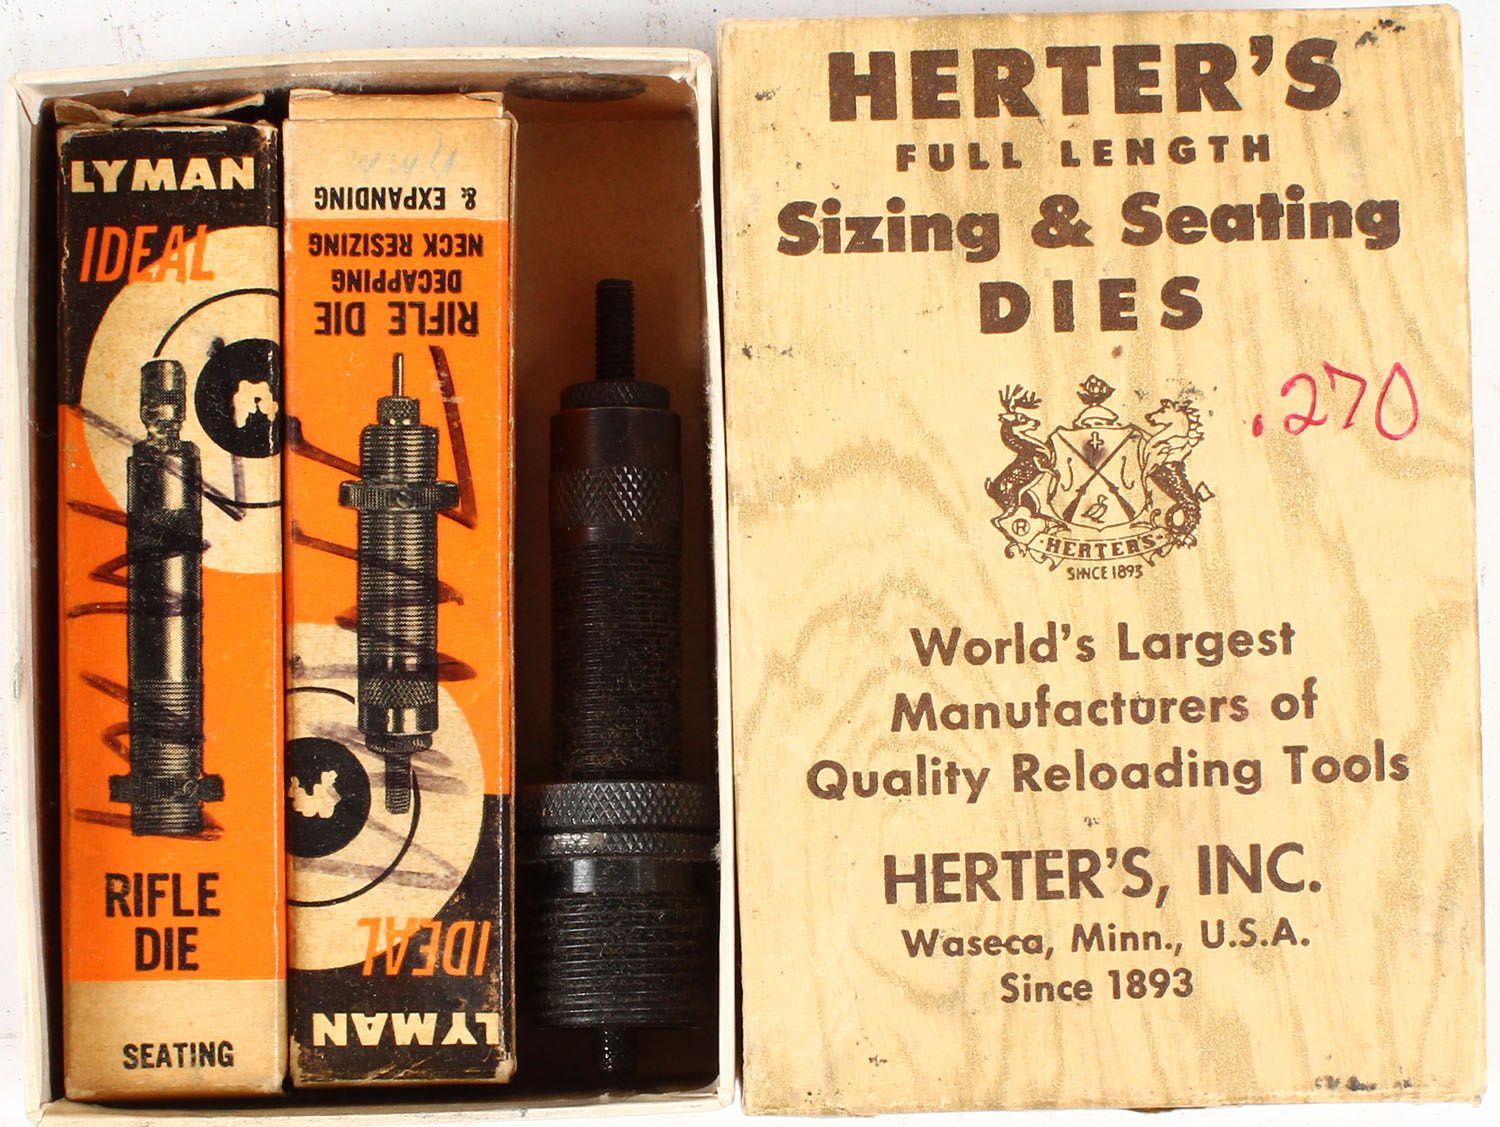 LYMAN
IDEAL
RIFLE
DIE
SEATING
LYMAN
IDEAL
RIFLE DIE
DECAPPING
NECK RESIZING
& EXPANDING
HERTER'S
FULL LENGTH
Sizing & Seating
DIES
.270
®
HERTER'S
SINCE 1893
World's Largest
Manufacturers of
Quality Reloading Tools
HERTER'S, INC.
Waseca, Minn., U.S.A.
Since 1893